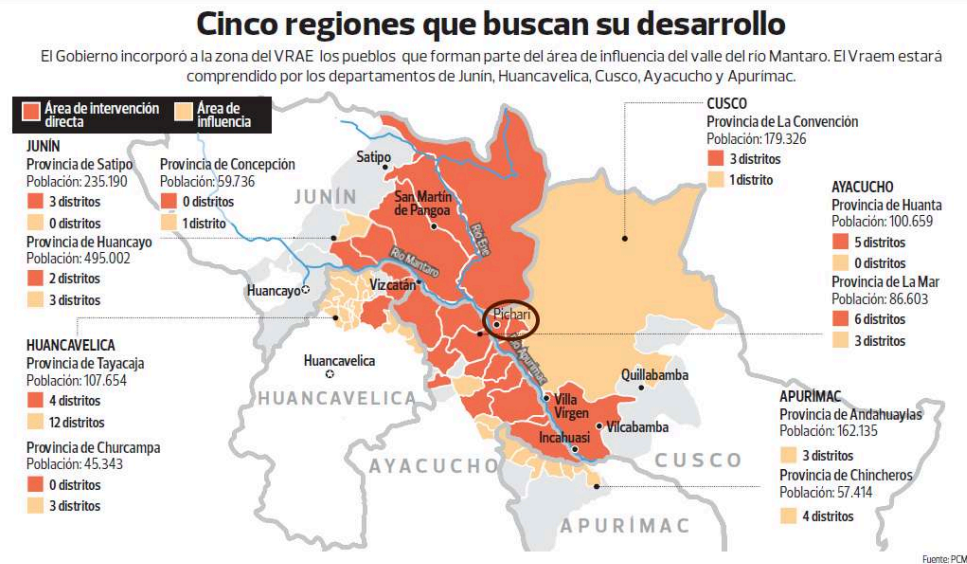 Cinco regiones que buscan su desarrollo
El Gobierno incorporó a la zona del VRAE los pueblos que forman parte del área de influencia del valle del río Mantaro. El Vraem estará
comprendido por los departamentos de Junín, Huancavelica, Cusco, Ayacucho y Apurímac.
Área de intervención
directa
Área de
influencia
JUNÍN
Provincia de Satipo
Población: 235.190
3 distritos
0 distritos
Provincia de Concepción
Población: 59.736
0 distritos
1 distrito
Provincia de Huancayo
Población: 495.002
2 distritos
3 distritos
HUANCAVELICA
Provincia de Tayacaja
Población: 107.654
4 distritos
12 distritos
Provincia de Churcampa
Población: 45.343
0 distritos
3 distritos
CUSCO
Provincia de La Convención
Población: 179.326
3 distritos
1 distrito
AYACUCHO
Provincia de Huanta
Población: 100.659
5 distritos
0 distritos
Provincia de La Mar
Población: 86.603
6 distritos
3 distritos
APURÍMAC
Provincia de Andahuaylas
Población: 162.135
3 distritos
Provincia de Chincheros
Población: 57.414
4 distritos
Satipo
JUNÍN
San Martín
de Pangoa
Río Ene
Río Mantaro
Vizcatán
Huancayo
Pichari
Río Apurímac
Huancavelica
HUANCAVELICA
Quillabamba
Villa
Virgen
Vilcabamba
Incahuasi
AYACUCHO
CUSCO
APURÍMAC
Fuente: PCM